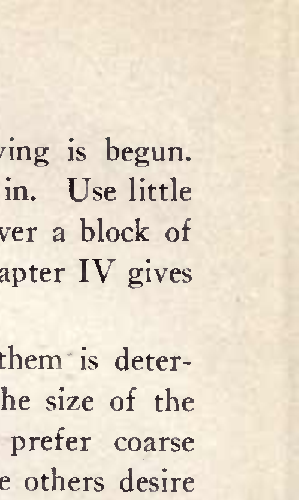 ving is begun.
in. Use little
ver a block of
apter IV gives
them is deter-
he size of the
prefer coarse
e others desire